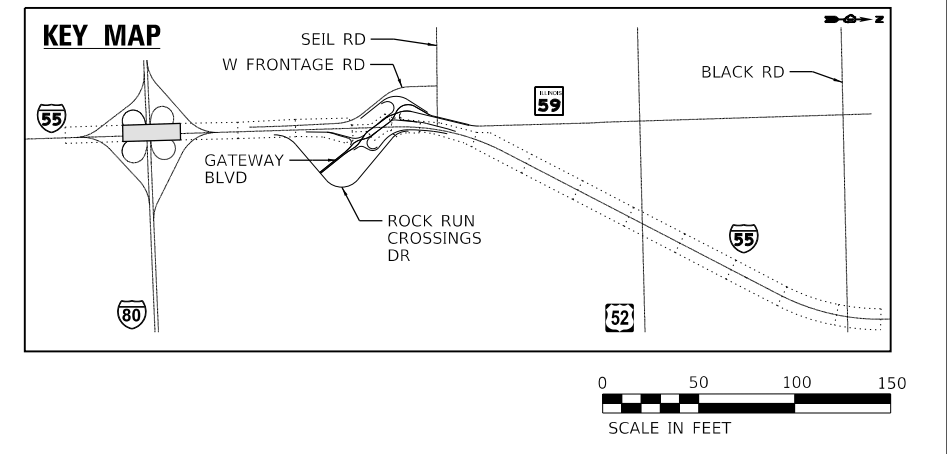 KEY MAP
Z
SEIL RD
W FRONTAGE RD
BLACK RD
ILLINOIS
59
55
GATEWAY
BLVD
ROCK RUN
CROSSINGS
DR
55
80
52
0 50 100 150
SCALE IN FEET